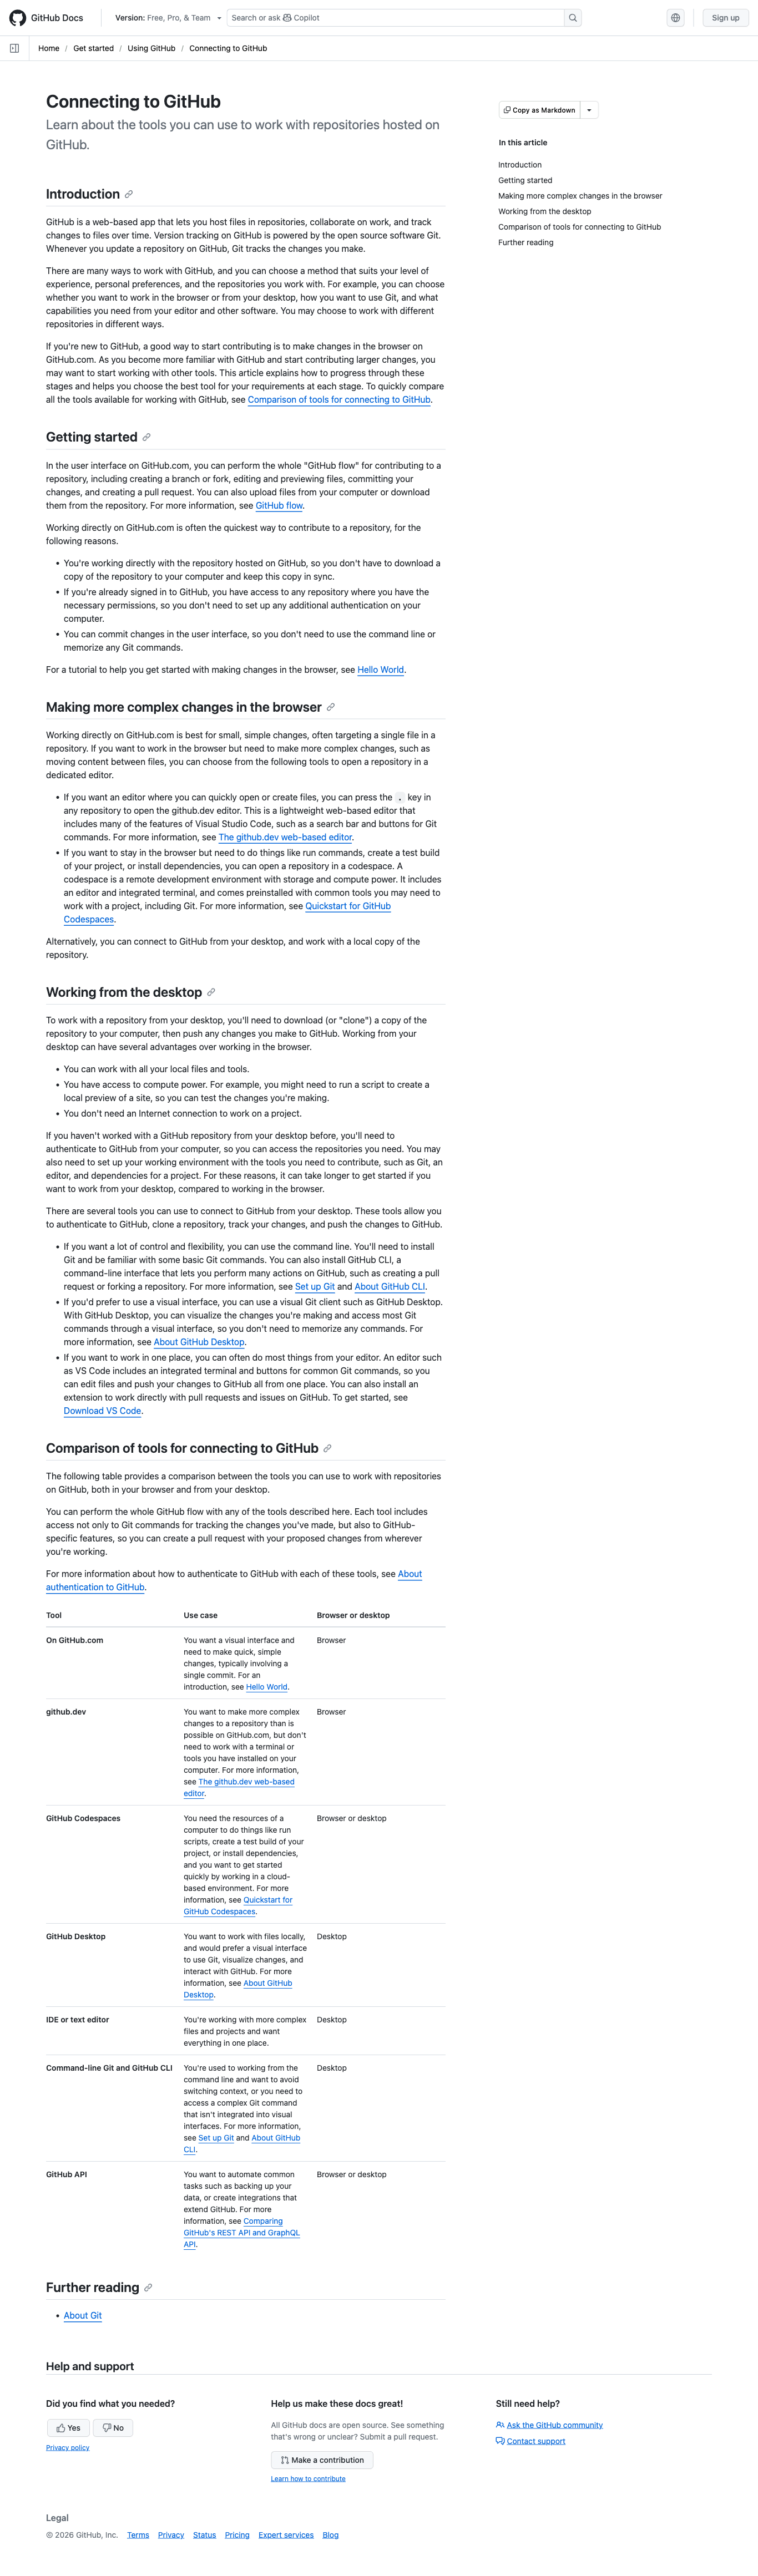 GitHub Docs
Version: Free, Pro, & Team
Search or ask Copilot
Sign up
Home / Get started / Using GitHub / Connecting to GitHub
Connecting to GitHub
Learn about the tools you can use to work with repositories hosted on
GitHub.
Copy as Markdown
In this article
Introduction
Getting started
Making more complex changes in the browser
Working from the desktop
Comparison of tools for connecting to GitHub
Further reading
Introduction
GitHub is a web-based app that lets you host files in repositories, collaborate on work, and track
changes to files over time. Version tracking on GitHub is powered by the open source software Git.
Whenever you update a repository on GitHub, Git tracks the changes you make.
There are many ways to work with GitHub, and you can choose a method that suits your level of
experience, personal preferences, and the repositories you work with. For example, you can choose
whether you want to work in the browser or from your desktop, how you want to use Git, and what
capabilities you need from your editor and other software. You may choose to work with different
repositories in different ways.
If you're new to GitHub, a good way to start contributing is to make changes in the browser on
GitHub.com. As you become more familiar with GitHub and start contributing larger changes, you
may want to start working with other tools. This article explains how to progress through these
stages and helps you choose the best tool for your requirements at each stage. To quickly compare
all the tools available for working with GitHub, see Comparison of tools for connecting to GitHub.
Getting started
In the user interface on GitHub.com, you can perform the whole "GitHub flow" for contributing to a
repository, including creating a branch or fork, editing and previewing files, committing your
changes, and creating a pull request. You can also upload files from your computer or download
them from the repository. For more information, see GitHub flow.
Working directly on GitHub.com is often the quickest way to contribute to a repository, for the
following reasons.
• You're working directly with the repository hosted on GitHub, so you don't have to download a
copy of the repository to your computer and keep this copy in sync.
• If you're already signed in to GitHub, you have access to any repository where you have the
necessary permissions, so you don't need to set up any additional authentication on your
computer.
• You can commit changes in the user interface, so you don't need to use the command line or
memorize any Git commands.
For a tutorial to help you get started with making changes in the browser, see Hello World.
Making more complex changes in the browser
Working directly on GitHub.com is best for small, simple changes, often targeting a single file in a
repository. If you want to work in the browser but need to make more complex changes, such as
moving content between files, you can choose from the following tools to open a repository in a
dedicated editor.
• If you want an editor where you can quickly open or create files, you can press the . key in
any repository to open the github.dev editor. This is a lightweight web-based editor that
includes many of the features of Visual Studio Code, such as a search bar and buttons for Git
commands. For more information, see The github.dev web-based editor.
• If you want to stay in the browser but need to do things like run commands, create a test build
of your project, or install dependencies, you can open a repository in a codespace. A
codespace is a remote development environment with storage and compute power. It includes
an editor and integrated terminal, and comes preinstalled with common tools you may need to
work with a project, including Git. For more information, see Quickstart for GitHub
Codespaces.
Alternatively, you can connect to GitHub from your desktop, and work with a local copy of the
repository.
Working from the desktop
To work with a repository from your desktop, you'll need to download (or "clone") a copy of the
repository to your computer, then push any changes you make to GitHub. Working from your
desktop can have several advantages over working in the browser.
• You can work with all your local files and tools.
• You have access to compute power. For example, you might need to run a script to create a
local preview of a site, so you can test the changes you're making.
• You don't need an Internet connection to work on a project.
If you haven't worked with a GitHub repository from your desktop before, you'll need to
authenticate to GitHub from your computer, so you can access the repositories you need. You may
also need to set up your working environment with the tools you need to contribute, such as Git, an
editor, and dependencies for a project. For these reasons, it can take longer to get started if you
want to work from your desktop, compared to working in the browser.
There are several tools you can use to connect to GitHub from your desktop. These tools allow you
to authenticate to GitHub, clone a repository, track your changes, and push the changes to GitHub.
• If you want a lot of control and flexibility, you can use the command line. You'll need to install
Git and be familiar with some basic Git commands. You can also install GitHub CLI, a
command-line interface that lets you perform many actions on GitHub, such as creating a pull
request or forking a repository. For more information, see Set up Git and About GitHub CLI.
• If you'd prefer to use a visual interface, you can use a visual Git client such as GitHub Desktop.
With GitHub Desktop, you can visualize the changes you're making and access most Git
commands through a visual interface, so you don't need to memorize any commands. For
more information, see About GitHub Desktop.
• If you want to work in one place, you can often do most things from your editor. An editor such
as VS Code includes an integrated terminal and buttons for common Git commands, so you
can edit files and push your changes to GitHub all from one place. You can also install an
extension to work directly with pull requests and issues on GitHub. To get started, see
Download VS Code.
Comparison of tools for connecting to GitHub
The following table provides a comparison between the tools you can use to work with repositories
on GitHub, both in your browser and from your desktop.
You can perform the whole GitHub flow with any of the tools described here. Each tool includes
access not only to Git commands for tracking the changes you've made, but also to GitHub-
specific features, so you can create a pull request with your proposed changes from wherever
you're working.
For more information about how to authenticate to GitHub with each of these tools, see About
authentication to GitHub.
Tool Use case Browser or desktop
On GitHub.com You want a visual interface and Browser
need to make quick, simple
changes, typically involving a
single commit. For an
introduction, see Hello World.
github.dev You want to make more complex Browser
changes to a repository than is
possible on GitHub.com, but don't
need to work with a terminal or
tools you have installed on your
computer. For more information,
see The github.dev web-based
editor.
GitHub Codespaces You need the resources of a Browser or desktop
computer to do things like run
scripts, create a test build of your
project, or install dependencies,
and you want to get started
quickly by working in a cloud-
based environment. For more
information, see Quickstart for
GitHub Codespaces.
GitHub Desktop You want to work with files locally, Desktop
and would prefer a visual interface
to use Git, visualize changes, and
interact with GitHub. For more
information, see About GitHub
Desktop.
IDE or text editor You're working with more complex Desktop
files and projects and want
everything in one place.
Command-line Git and GitHub CLI You're used to working from the Desktop
command line and want to avoid
switching context, or you need to
access a complex Git command
that isn't integrated into visual
interfaces. For more information,
see Set up Git and About GitHub
CLI.
GitHub API You want to automate common Browser or desktop
tasks such as backing up your
data, or create integrations that
extend GitHub. For more
information, see Comparing
GitHub's REST API and GraphQL
API.
Further reading
• About Git
Help and support
Did you find what you needed?
Yes No
Privacy policy
Help us make these docs great!
All GitHub docs are open source. See something
that's wrong or unclear? Submit a pull request.
Make a contribution
Learn how to contribute
Still need help?
Ask the GitHub community
Contact support
Legal
© 2026 GitHub, Inc. Terms Privacy Status Pricing Expert services Blog